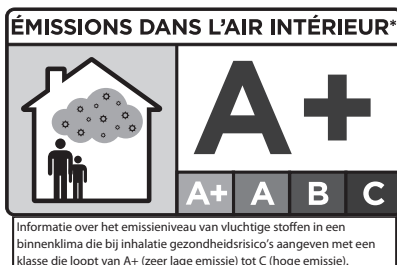 ÉMISSIONS DANS L'AIR INTÉRIEUR*
A+
A+ A B C
Informatie over het emissieniveau van vluchtige stoffen in een
binnenklima die bij inhalatie gezondheidsrisico's aangeven met een
klasse die loopt van A+ (zeer lage emissie) tot C (hoge emissie).